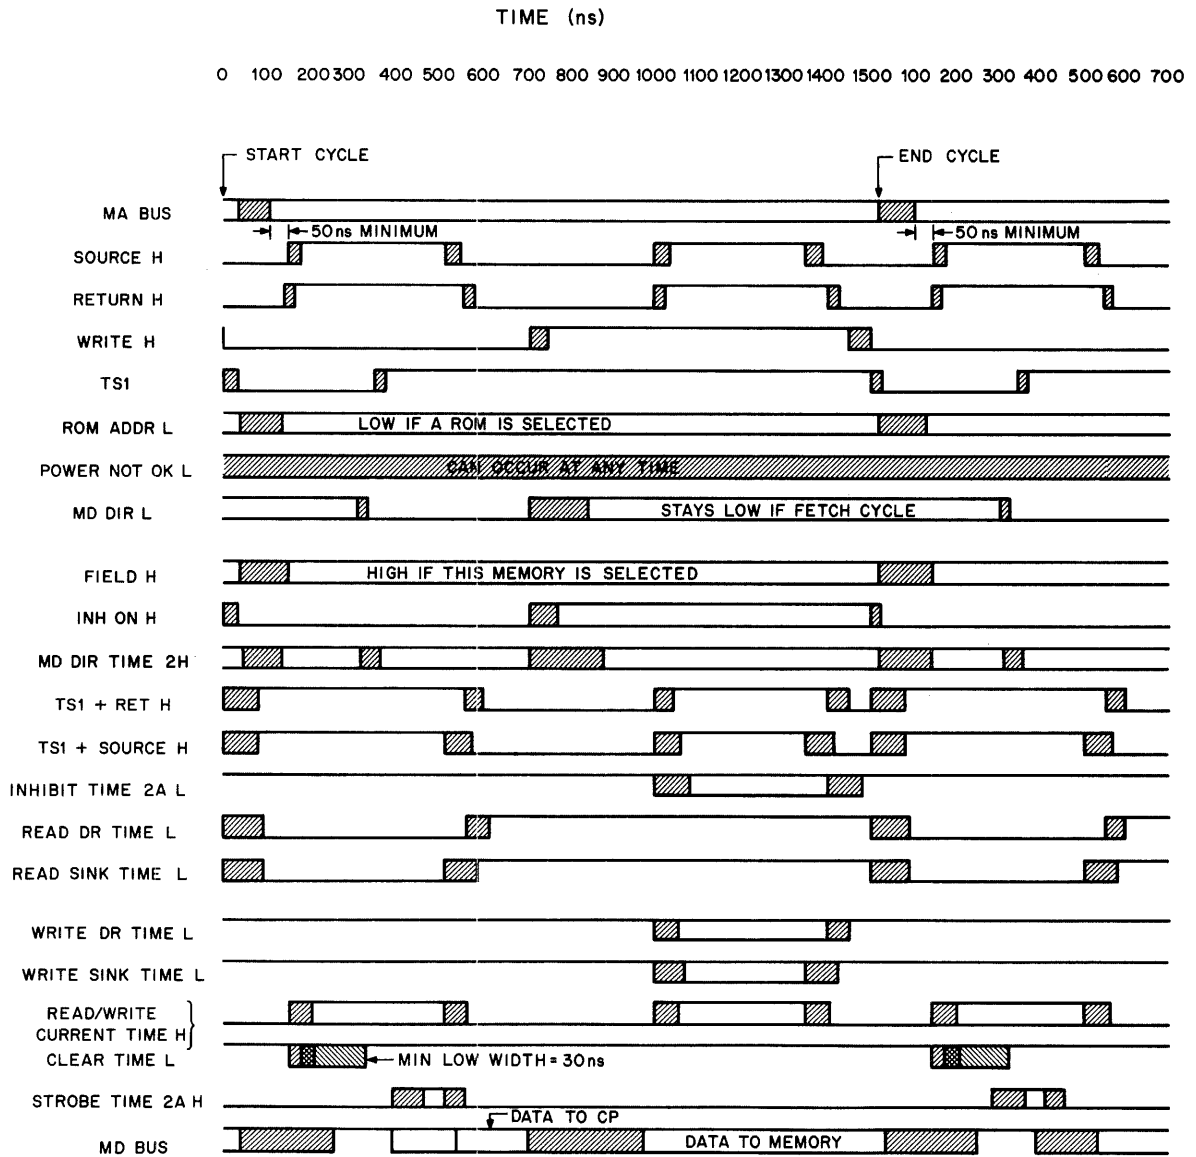 TIME (ns)
0 100 200 300 400 500 600 700 800 900 1000 1100 1200 1300 1400 1500 100 200 300 400 500 600 700
START CYCLE END CYCLE
MA BUS
50ns MINIMUM 50ns MINIMUM
SOURCE H
RETURN H
WRITE H
TS1
ROM ADDR L LOW IF A ROM IS SELECTED
POWER NOT OK L CAN OCCUR AT ANY TIME
MD DIR L STAYS LOW IF FETCH CYCLE
FIELD H HIGH IF THIS MEMORY IS SELECTED
INH ON H
MD DIR TIME 2H
TS1 + RET H
TS1 + SOURCE H
INHIBIT TIME 2A L
READ DR TIME L
READ SINK TIME L
WRITE DR TIME L
WRITE SINK TIME L
READ/WRITE
CURRENT TIME H
CLEAR TIME L MIN LOW WIDTH = 30ns
STROBE TIME 2A H
DATA TO CP
MD BUS DATA TO MEMORY